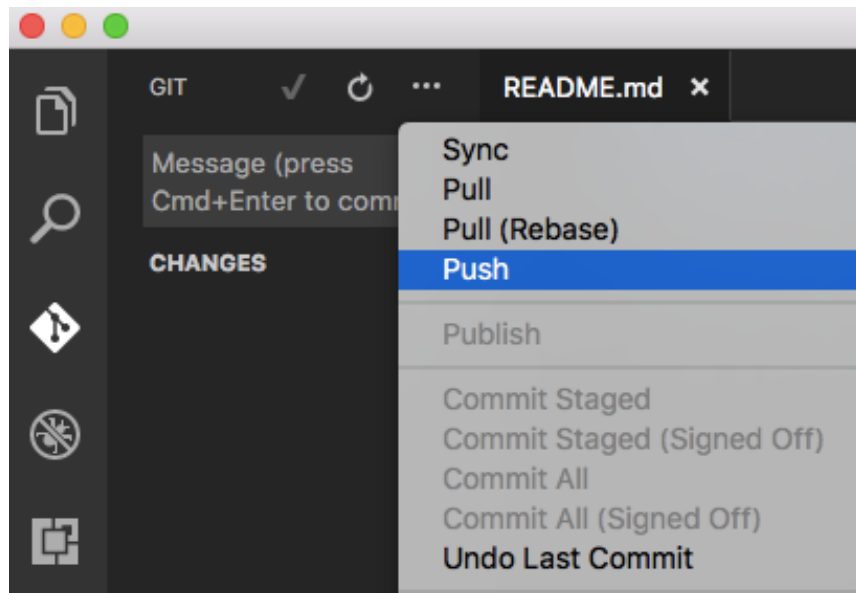 GIT
README.md
Message (press
Cmd+Enter to com
CHANGES
Sync
Pull
Pull (Rebase)
Push
Publish
Commit Staged
Commit Staged (Signed Off)
Commit All
Commit All (Signed Off)
Undo Last Commit